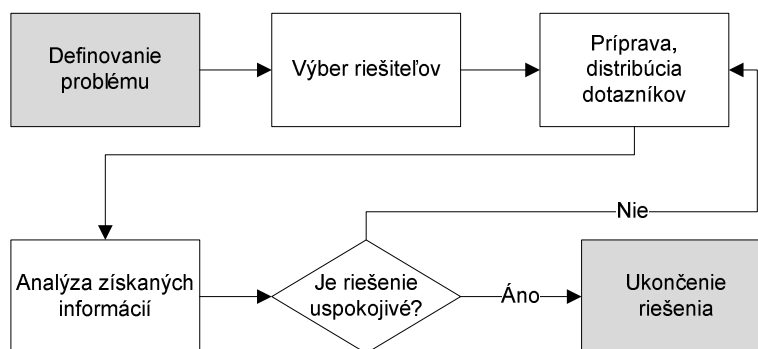 Definovanie
problému
Výber riešiteľov
Príprava,
distribúcia
dotazníkov
Nie
Analýza získaných
informácií
Je riešenie
uspokojivé?
Áno
Ukončenie
riešenia